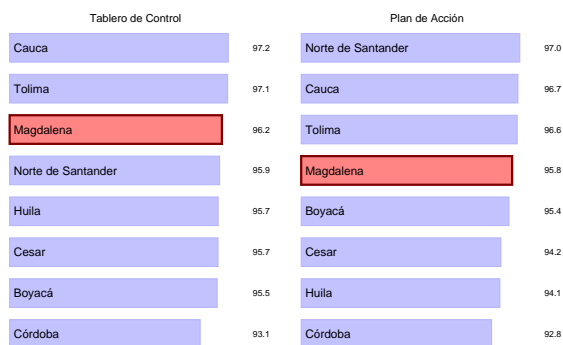 Tablero de Control
Cauca 97.2
Tolima 97.1
Magdalena 96.2
Norte de Santander 95.9
Huila 95.7
Cesar 95.7
Boyacá 95.5
Córdoba 93.1
Plan de Acción
Norte de Santander 97.0
Cauca 96.7
Tolima 96.6
Magdalena 95.8
Boyacá 95.4
Cesar 94.2
Huila 94.1
Córdoba 92.8